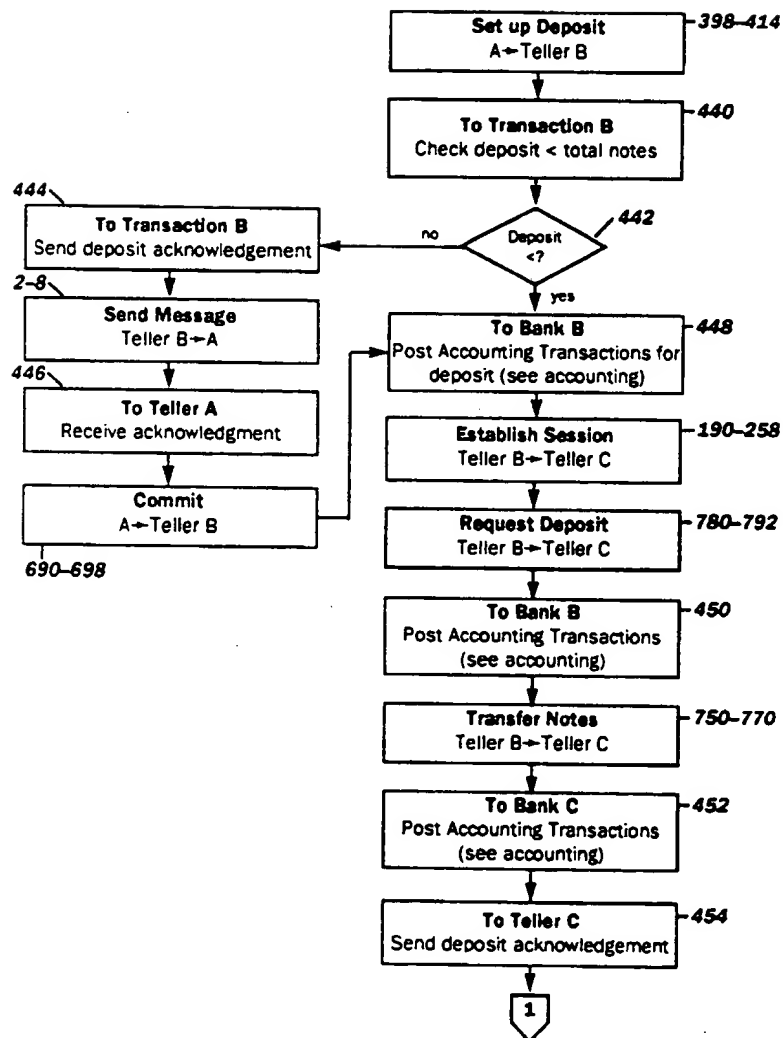 Set up Deposit
A→Teller B
398–414
To Transaction B
Check deposit < total notes
440
Deposit
<?
442
no
yes
444
To Transaction B
Send deposit acknowledgement
2–8
Send Message
Teller B→A
446
To Teller A
Receive acknowledgment
Commit
A→Teller B
690–698
To Bank B
Post Accounting Transactions for
deposit (see accounting)
448
Establish Session
Teller B→Teller C
190–258
Request Deposit
Teller B→Teller C
780–792
To Bank B
Post Accounting Transactions
(see accounting)
450
Transfer Notes
Teller B→Teller C
750–770
To Bank C
Post Accounting Transactions
(see accounting)
452
To Teller C
Send deposit acknowledgement
454
1